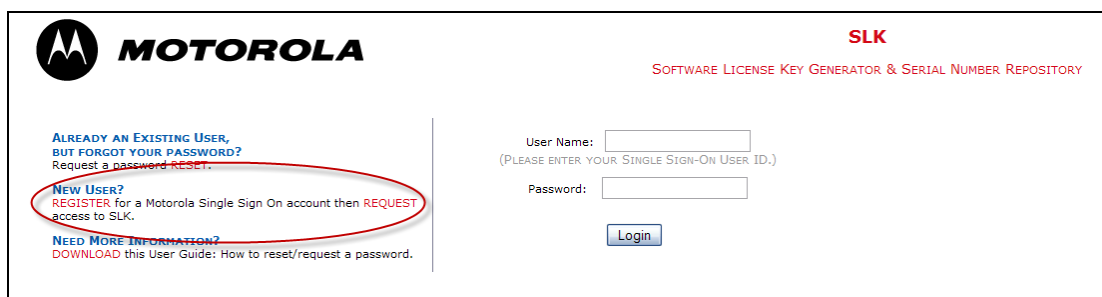 MOTOROLA
SLK
SOFTWARE LICENSE KEY GENERATOR & SERIAL NUMBER REPOSITORY
ALREADY AN EXISTING USER,
BUT FORGOT YOUR PASSWORD?
Request a password RESET.
NEW USER?
REGISTER for a Motorola Single Sign On account then REQUEST
access to SLK.
NEED MORE INFORMATION?
DOWNLOAD this User Guide: How to reset/request a password.
User Name:
(PLEASE ENTER YOUR SINGLE SIGN-ON USER ID.)
Password:
Login